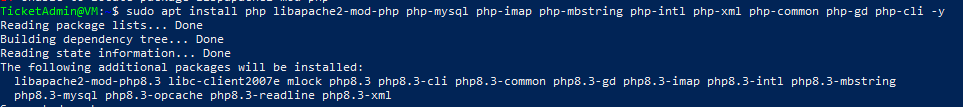 TicketAdmin@VM: $ sudo apt install php libapache2-mod-php php-mysql php-imap php-mbstring php-intl php-xml php-common php-gd php-cli -y
Reading package lists... Done
Building dependency tree... Done
Reading state information... Done
The following additional packages will be installed:
libapache2-mod-php8.3 libc-client2007e mlock php8.3 php8.3-cli php8.3-common php8.3-gd php8.3-imap php8.3-intl php8.3-mbstring
php8.3-mysql php8.3-opcache php8.3-readline php8.3-xml